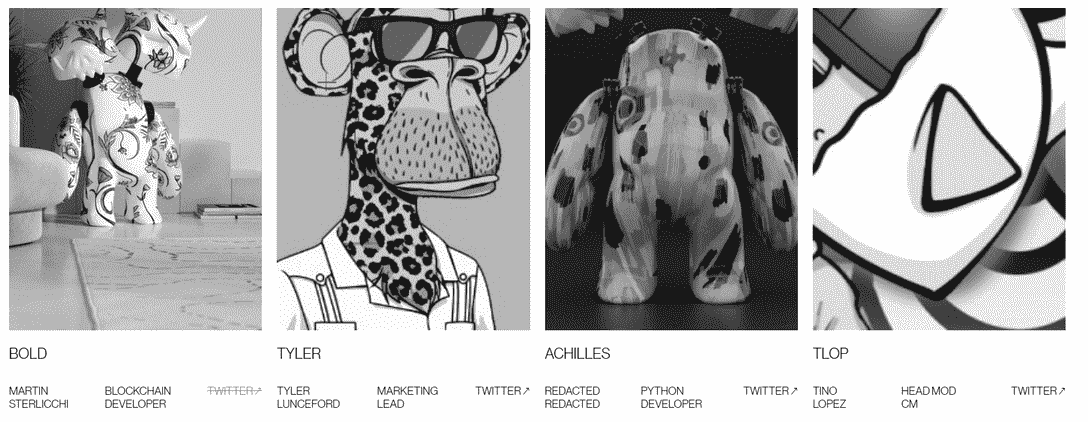 BOLD
MARTIN STERLICCHI
BLOCKCHAIN DEVELOPER
TWITTER↗
TYLER
TYLER LUNCEFORD
MARKETING LEAD
TWITTER↗
ACHILLES
REDACTED REDACTED
PYTHON DEVELOPER
TWITTER↗
TLOP
TINO LOPEZ
HEAD MOD CM
TWITTER↗